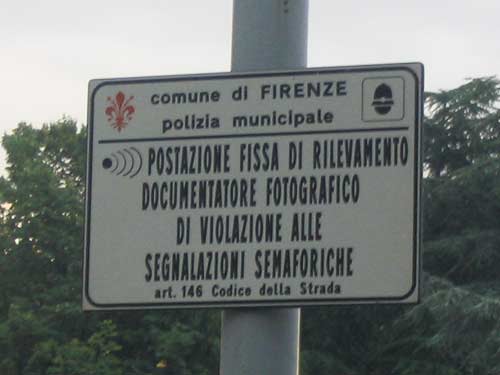 comune di FIRENZE
polizia municipale
POSTAZIONE FISSA DI RILEVAMENTO
DOCUMENTATORE FOTOGRAFICO
DI VIOLAZIONE ALLE
SEGNALAZIONI SEMAFORICHE
art. 146 Codice della Strada